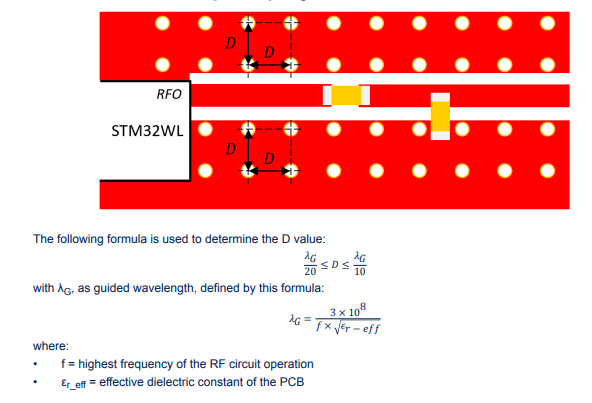 D
D
RFO
STM32WL
D
D
The following formula is used to determine the D value:
λG/20 ≤ D ≤ λG/10
with λG, as guided wavelength, defined by this formula:
λG = 3 × 10^8 / f × √εr − eff
where:
• f = highest frequency of the RF circuit operation
• εr_eff = effective dielectric constant of the PCB